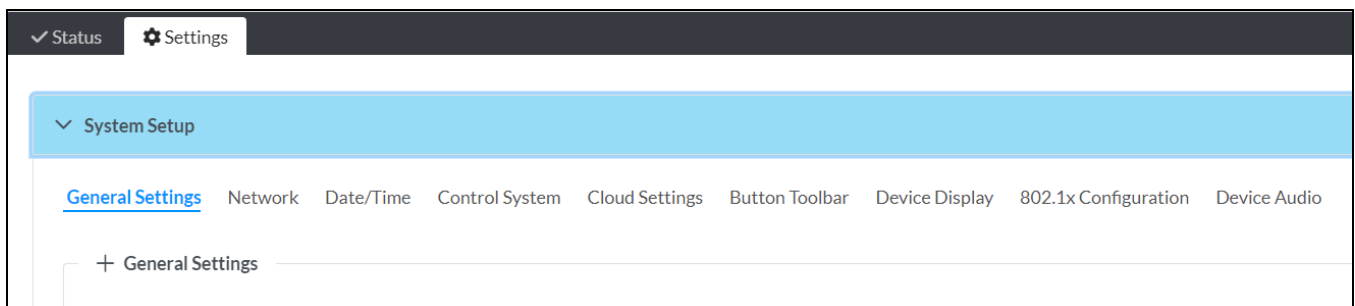 Status Settings
System Setup
General Settings Network Date/Time Control System Cloud Settings Button Toolbar Device Display 802.1x Configuration Device Audio
General Settings